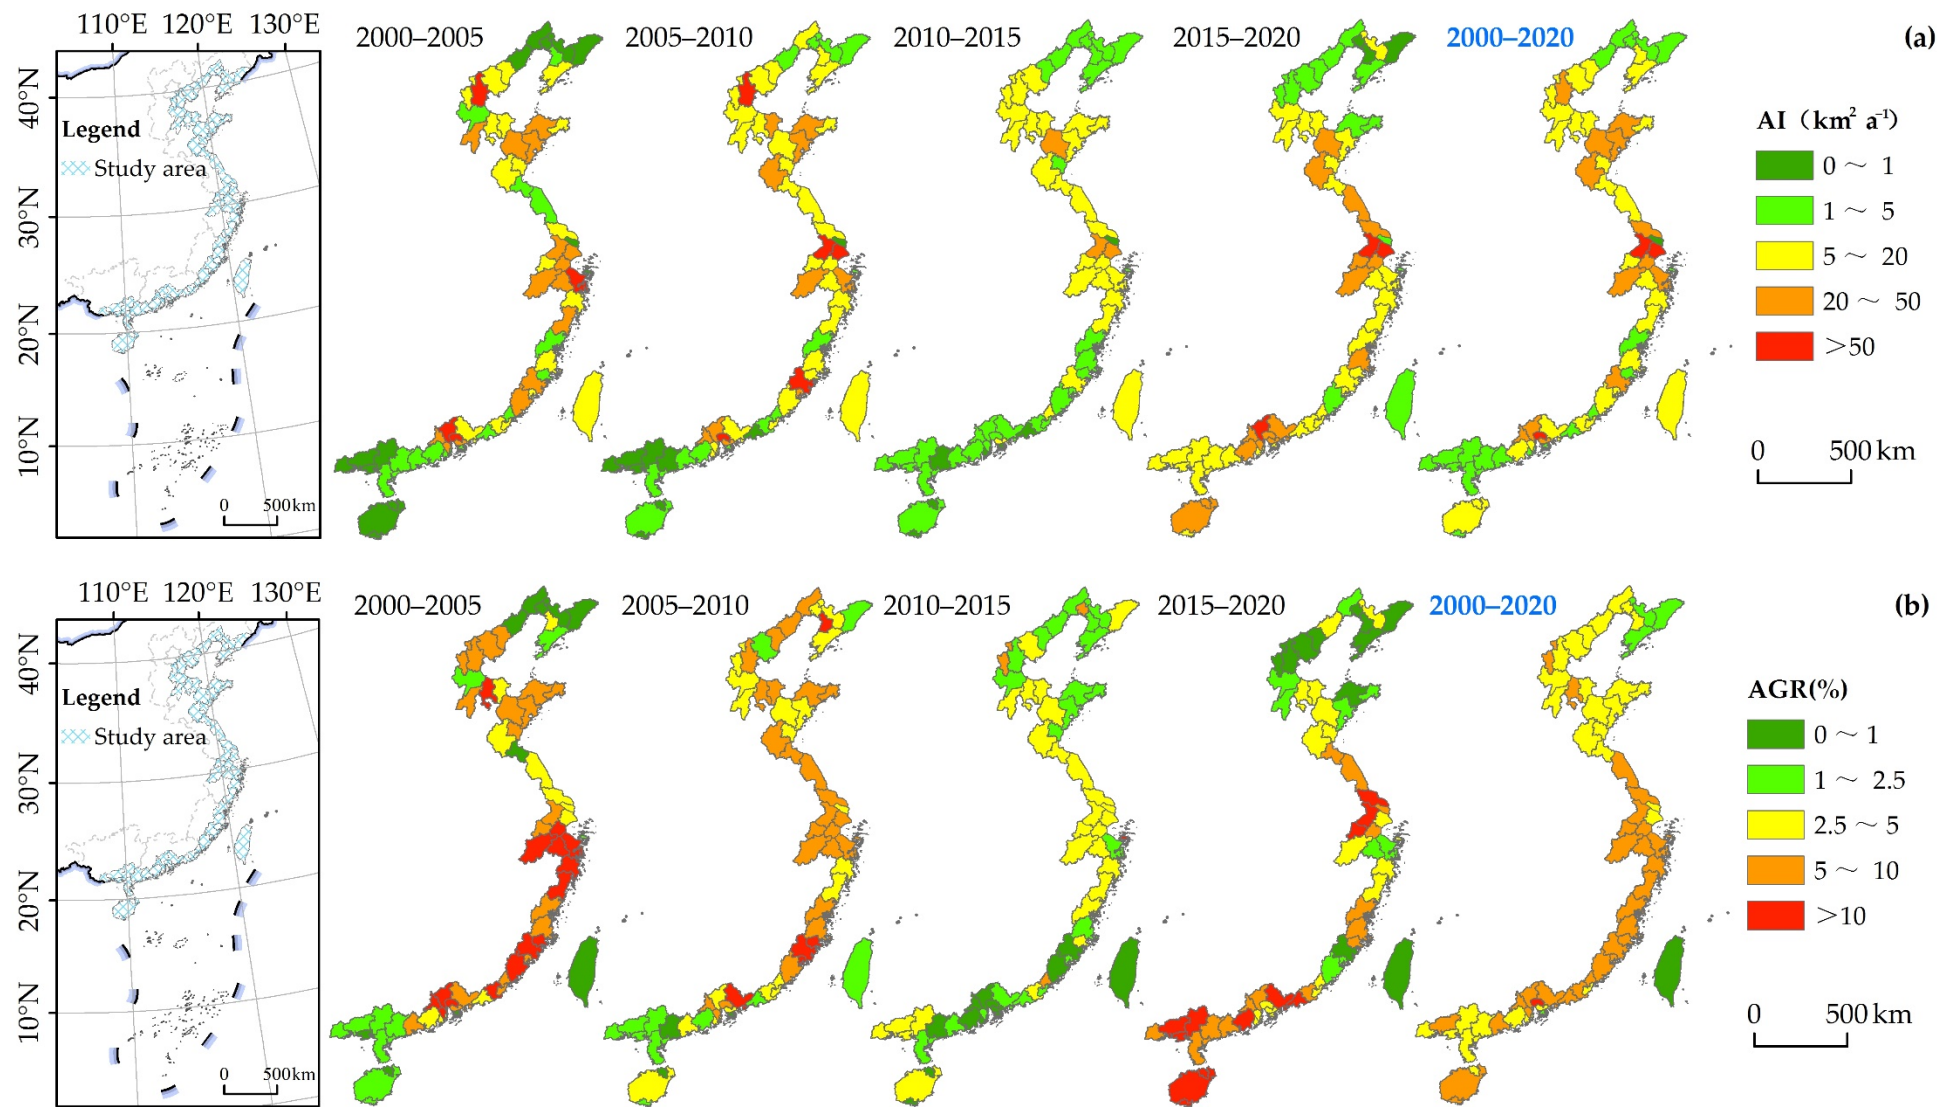 110°E 120°E 130°E
2000–2005
2005–2010
2010–2015
2015–2020
2000–2020
(a)
40°N
30°N
20°N
10°N
Legend
Study area
0 500km
AI（km² a⁻¹）
0 ～ 1
1 ～ 5
5 ～ 20
20 ～ 50
＞50
0 500 km
110°E 120°E 130°E
2000–2005
2005–2010
2010–2015
2015–2020
2000–2020
(b)
40°N
30°N
20°N
10°N
Legend
Study area
0 500km
AGR(%)
0 ～ 1
1 ～ 2.5
2.5 ～ 5
5 ～ 10
＞10
0 500 km